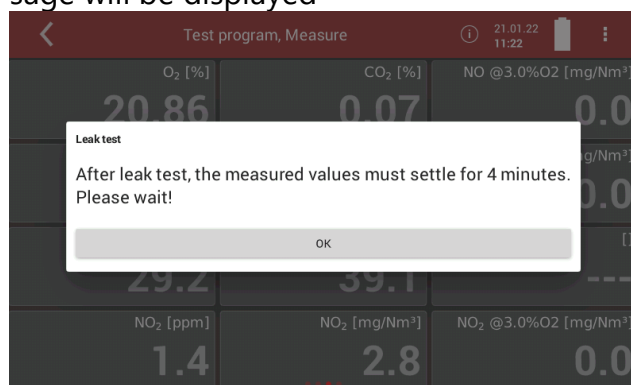 sage will be displayed
Test program, Measure
21.01.22
11:22
O₂ [%]
CO₂ [%]
NO @3.0%O2 [mg/Nm³]
20.86
0.07
0.0
Leak test
g/Nm³]
After leak test, the measured values must settle for 4 minutes.
Please wait!
0.0
OK
[]
29.2
39.1
---
NO₂ [ppm]
NO₂ [mg/Nm³]
NO₂ @3.0%O2 [mg/Nm³]
1.4
2.8
0.0